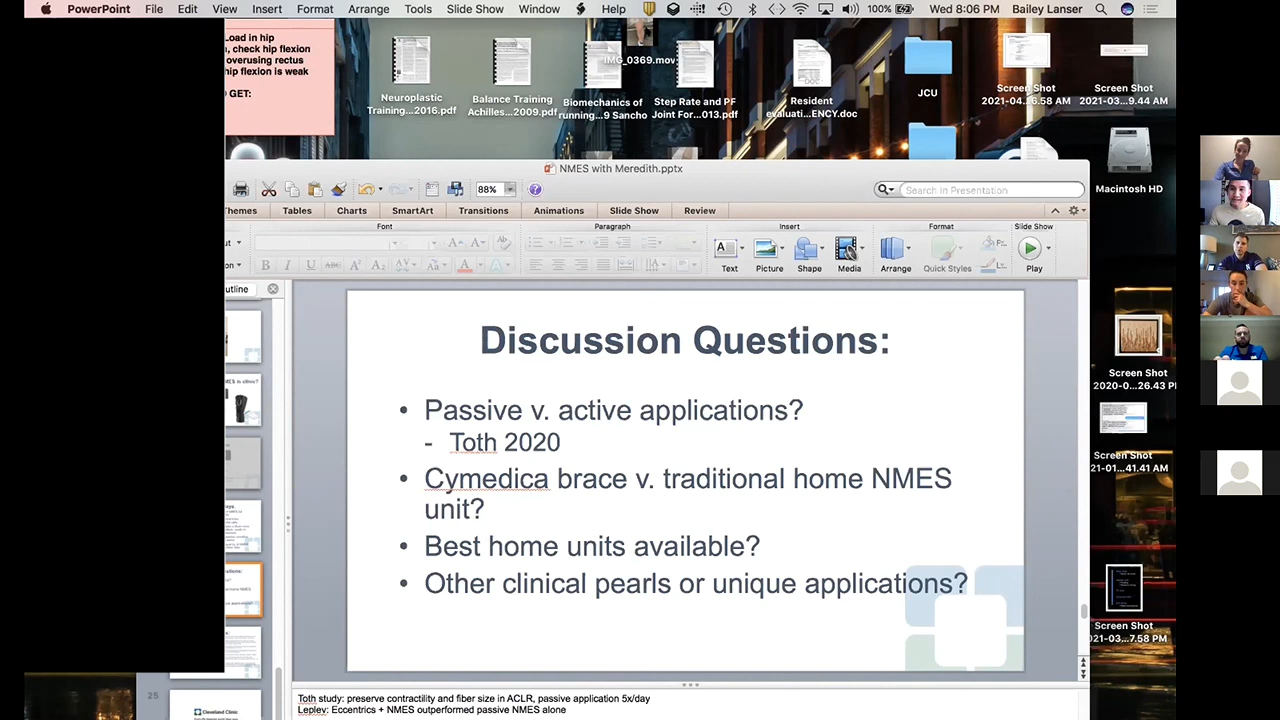 PowerPoint File Edit View Insert Format Arrange Tools Slide Show Window Help 100% Wed 8:06 PM Bailey Lanser
Load in hip
, check hip flexion
overusing rectus
hip flexion is weak
GET:
Neuroplastic
Training...2016.pdf
Balance Training
Achilles...2009.pdf
IMG_0369.mov
Biomechanics of
running...9 Sancho
Step Rate and PF
Joint For...013.pdf
Resident
evaluati...ENCY.doc
JCU
Screen Shot
2021-04...6.58 AM
Screen Shot
2021-03...9.44 AM
Macintosh HD
NMES with Meredith.pptx
88%
Search in Presentation
Themes Tables Charts SmartArt Transitions Animations Slide Show Review
Font Paragraph Insert Format Slide Show
Text Picture Shape Media Arrange Quick Styles Play
utline
Discussion Questions:
• Passive v. active applications?
- Toth 2020
• Cymedica brace v. traditional home NMES
unit?
• Best home units available?
• Other clinical pearls or unique applications?
MES in clinic?
25
Cleveland Clinic
Toth study: preserve contractility and fiber size in ACLR, passive application 5x/day
Lepley: Eccentrics + NMES outperformed passive NMES alone
Screen Shot
2020-0...26.43 P
Screen Shot
21-01...41.41 AM
Screen Shot
21-03...7.58 PM